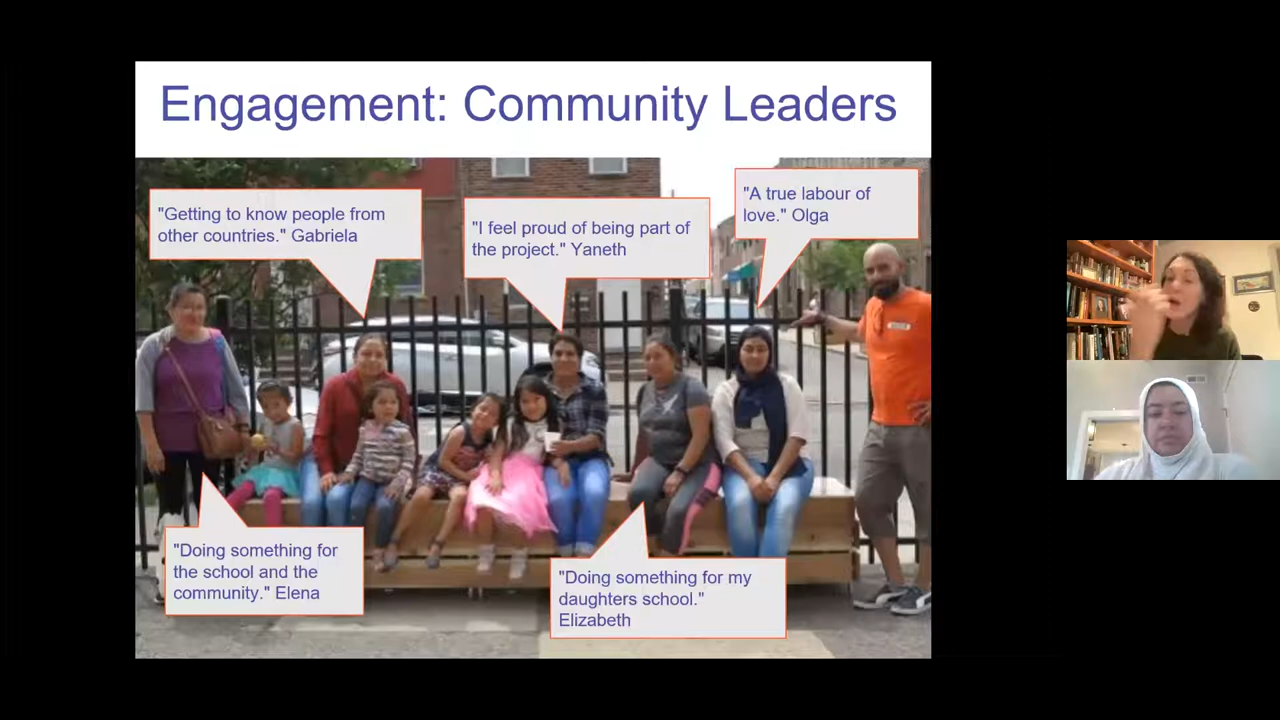 Engagement: Community Leaders
"Getting to know people from
other countries." Gabriela
"I feel proud of being part of
the project." Yaneth
"A true labour of
love." Olga
"Doing something for
the school and the
community." Elena
"Doing something for my
daughters school."
Elizabeth